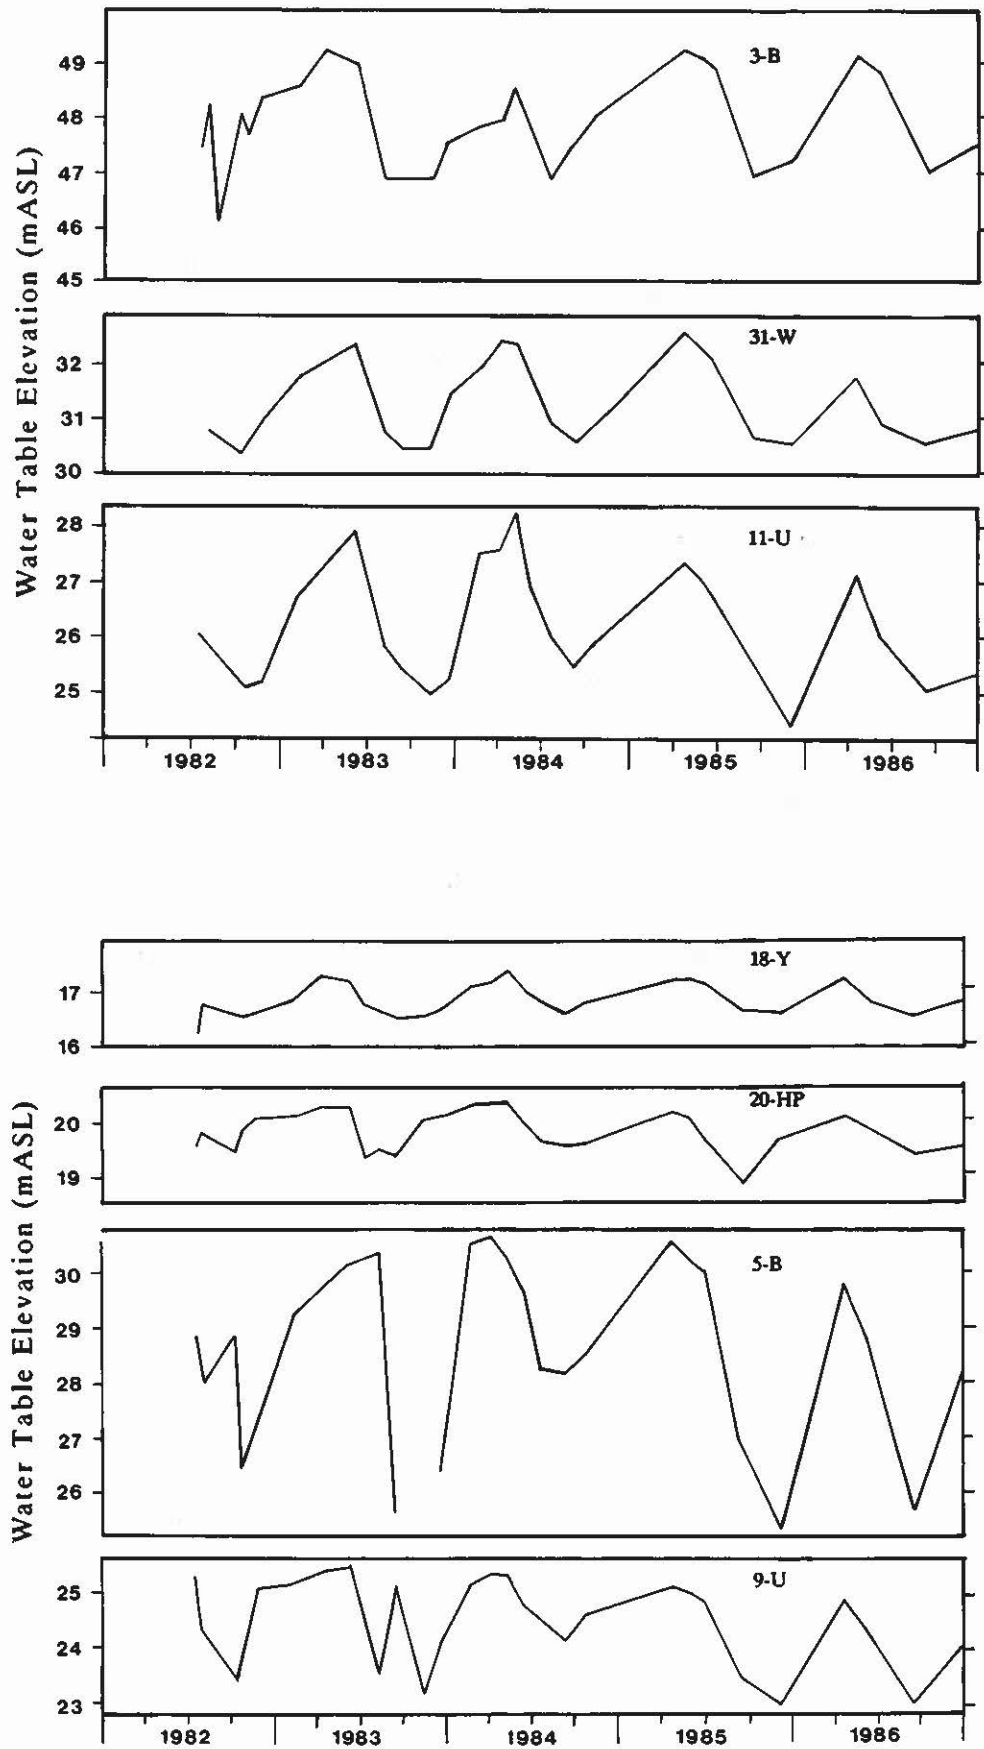 Water Table Elevation (mASL)
3-B
49
48
47
46
45
31-W
32
31
30
11-U
28
27
26
25
1982 1983 1984 1985 1986
Water Table Elevation (mASL)
18-Y
17
16
20-HP
20
19
5-B
30
29
28
27
26
9-U
25
24
23
1982 1983 1984 1985 1986